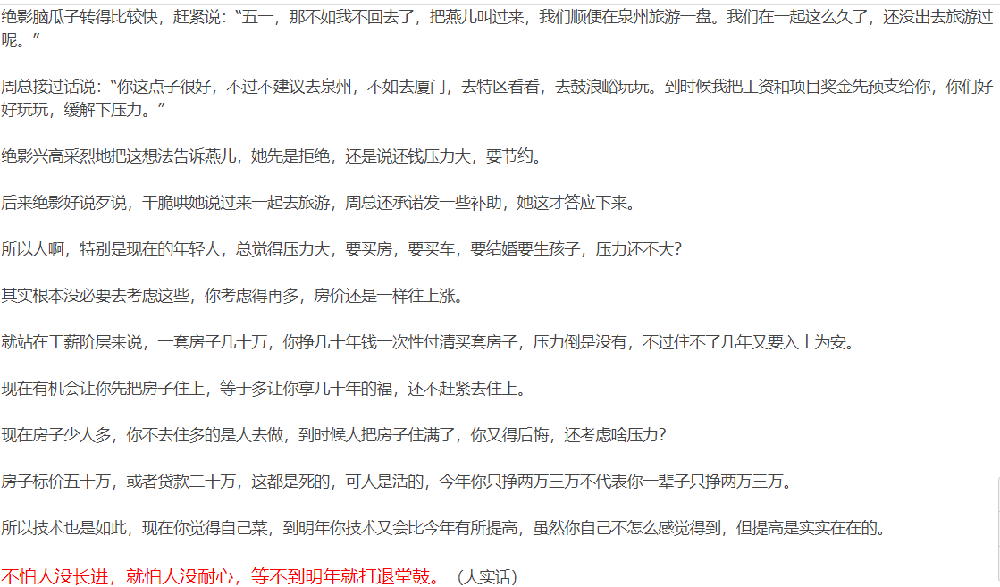 绝影脑瓜子转得比较快，赶紧说：“五一，那不如我不回去了，把燕儿叫过来，我们顺便在泉州旅游一盘。我们在一起这么久了，还没出去旅游过
呢。”
周总接过话说：“你这点子很好，不过不建议去泉州，不如去厦门，去特区看看，去鼓浪峪玩玩。到时候我把工资和项目奖金先预支给你，你们好
好玩玩，缓解下压力。”
绝影兴高采烈地把这想法告诉燕儿，她先是拒绝，还是说还钱压力大，要节约。
后来绝影好说歹说，干脆哄她说过来一起去旅游，周总还承诺发一些补助，她这才答应下来。
所以人啊，特别是现在的年轻人，总觉得压力大，要买房，要买车，要结婚要生孩子，压力还不大？
其实根本没必要去考虑这些，你考虑得再多，房价还是一样往上涨。
就站在工薪阶层来说，一套房子几十万，你挣几十年钱一次性付清买套房子，压力倒是没有，不过住不了几年又要入土为安。
现在有机会让你先把房子住上，等于多让你享几十年的福，还不赶紧去住上。
现在房子少人多，你不去住多的是人去做，到时候人把房子住满了，你又得后悔，还考虑啥压力？
房子标价五十万，或者贷款二十万，这都是死的，可人是活的，今年你只挣两万三万不代表你一辈子只挣两万三万。
所以技术也是如此，现在你觉得自己菜，到明年你技术又会比今年有所提高，虽然你自己不怎么感觉得到，但提高是实实在在的。
不怕人没长进，就怕人没耐心，等不到明年就打退堂鼓。（大实话）